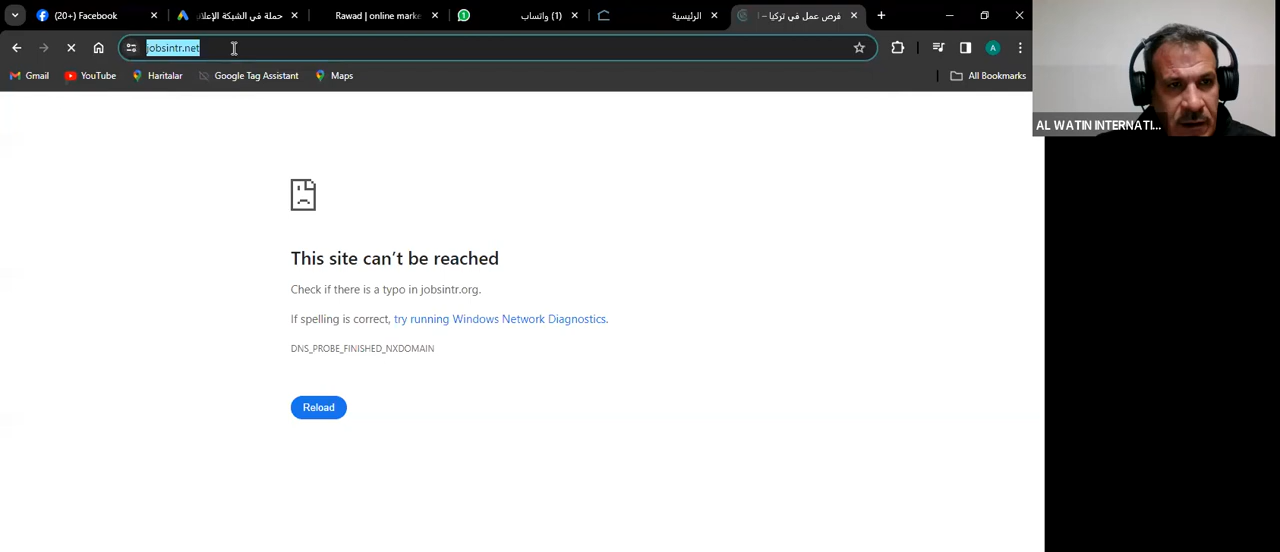 (20+) Facebook
حملة في الشبكة الإعلانية
Rawad | online marke
(1) واتساب
الرئيسية
فرص عمل في تركيا – ا
jobsintr.net
A
Gmail
YouTube
Haritalar
Google Tag Assistant
Maps
All Bookmarks
AL WATIN INTERNATI...
This site can't be reached
Check if there is a typo in jobsintr.org.
If spelling is correct, try running Windows Network Diagnostics.
DNS_PROBE_FINISHED_NXDOMAIN
Reload